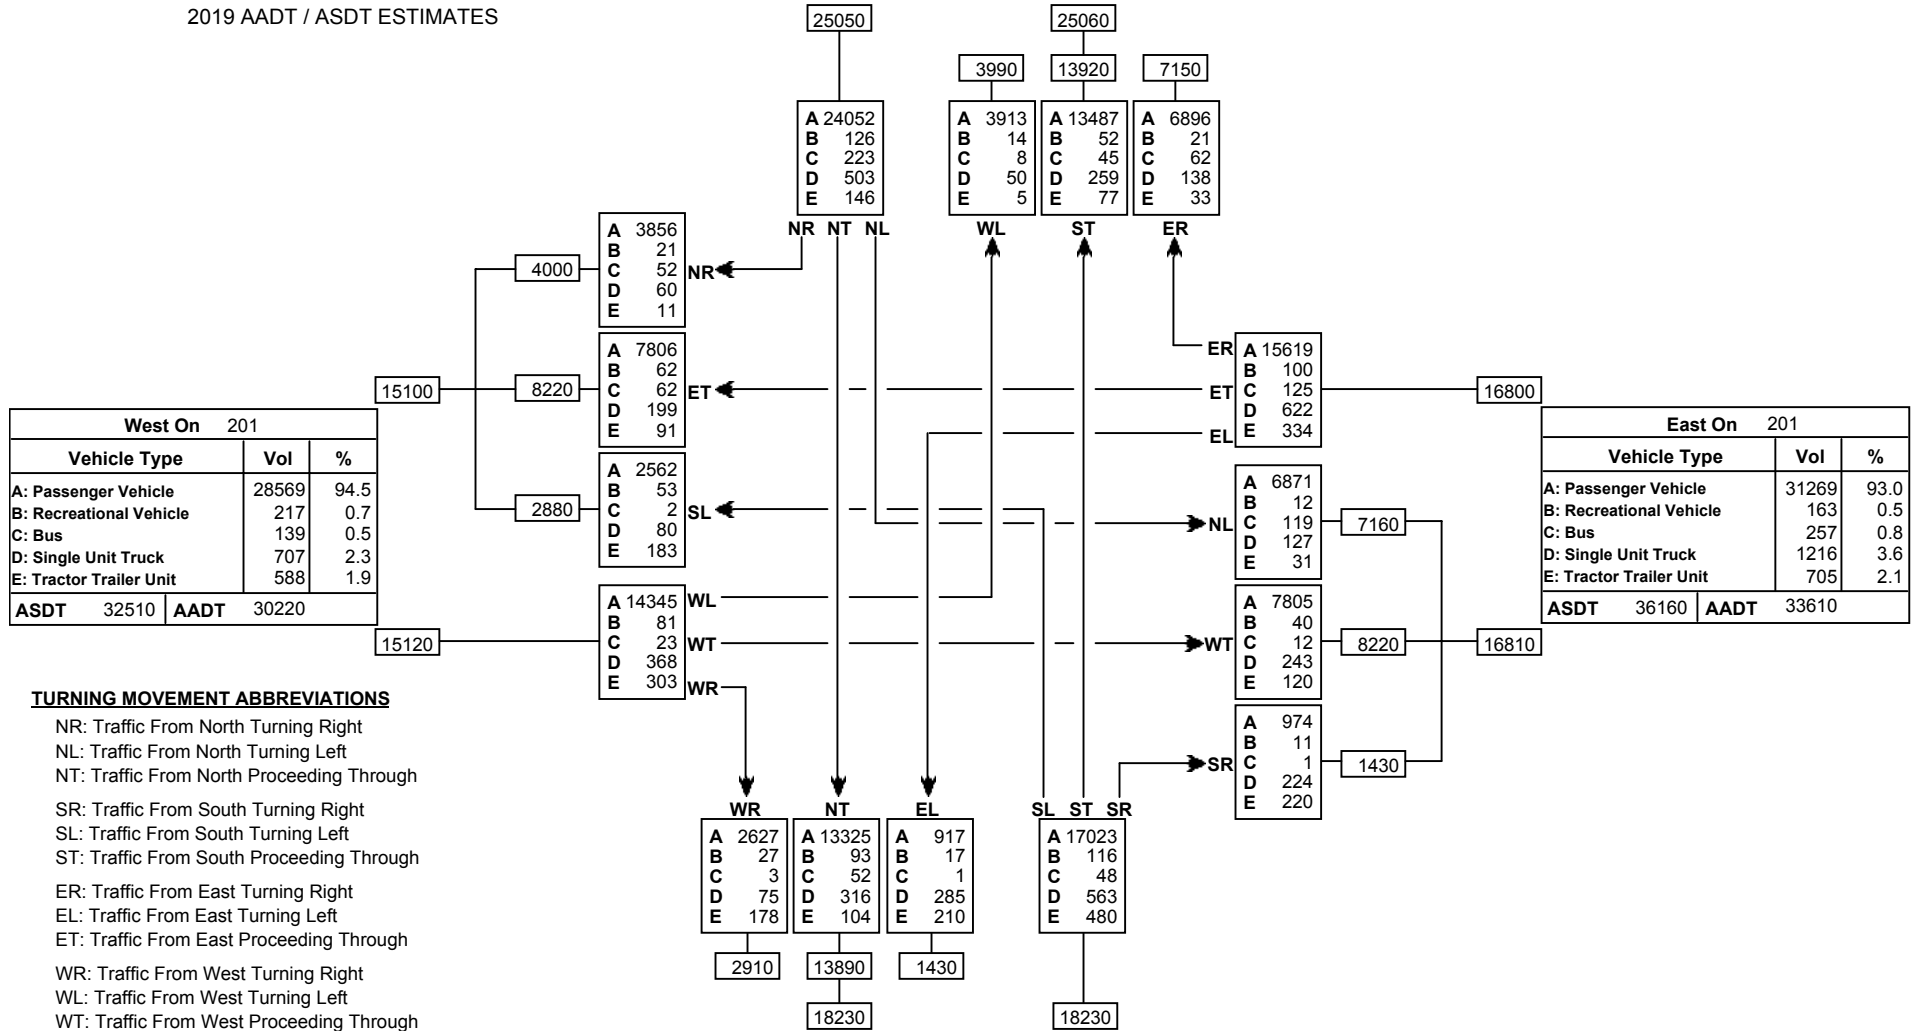 2019 AADT / ASDT ESTIMATES
25050
25060
3990
13920
7150
A 24052
B 126
C 223
D 503
E 146
A 3913
B 14
C 8
D 50
E 5
A 13487
B 52
C 45
D 259
E 77
A 6896
B 21
C 62
D 138
E 33
NR NT NL
WL
ST
ER
4000
A 3856
B 21
C 52
D 60
E 11
NR
15100
8220
A 7806
B 62
C 62
D 199
E 91
ET
2880
A 2562
B 53
C 2
D 80
E 183
SL
15120
A 14345
B 81
C 23
D 368
E 303
WL
WT
WR
ER
ET
EL
A 15619
B 100
C 125
D 622
E 334
16800
NL
A 6871
B 12
C 119
D 127
E 31
7160
WT
A 7805
B 40
C 12
D 243
E 120
8220
16810
SR
A 974
B 11
C 1
D 224
E 220
1430
West On 201
Vehicle Type Vol %
A: Passenger Vehicle 28569 94.5
B: Recreational Vehicle 217 0.7
C: Bus 139 0.5
D: Single Unit Truck 707 2.3
E: Tractor Trailer Unit 588 1.9
ASDT 32510 AADT 30220
East On 201
Vehicle Type Vol %
A: Passenger Vehicle 31269 93.0
B: Recreational Vehicle 163 0.5
C: Bus 257 0.8
D: Single Unit Truck 1216 3.6
E: Tractor Trailer Unit 705 2.1
ASDT 36160 AADT 33610
WR
NT
EL
SL ST SR
A 2627
B 27
C 3
D 75
E 178
A 13325
B 93
C 52
D 316
E 104
A 917
B 17
C 1
D 285
E 210
A 17023
B 116
C 48
D 563
E 480
2910
13890
1430
18230
18230
TURNING MOVEMENT ABBREVIATIONS
NR: Traffic From North Turning Right
NL: Traffic From North Turning Left
NT: Traffic From North Proceeding Through
SR: Traffic From South Turning Right
SL: Traffic From South Turning Left
ST: Traffic From South Proceeding Through
ER: Traffic From East Turning Right
EL: Traffic From East Turning Left
ET: Traffic From East Proceeding Through
WR: Traffic From West Turning Right
WL: Traffic From West Turning Left
WT: Traffic From West Proceeding Through